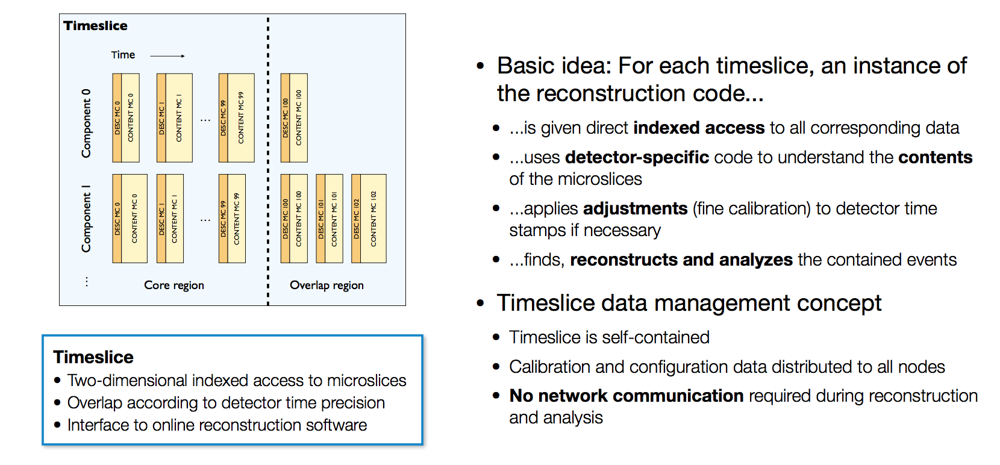 Timeslice
Time
Component 0
DESC MC 0
CONTENT MC 0
DESC MC 1
CONTENT MC 1
...
DESC MC 99
CONTENT MC 99
DESC MC 100
CONTENT MC 100
Component 1
DESC MC 0
CONTENT MC 0
DESC MC 1
CONTENT MC 1
...
DESC MC 99
CONTENT MC 99
DESC MC 100
CONTENT MC 100
DESC MC 101
CONTENT MC 101
DESC MC 102
CONTENT MC 102
...
Core region
Overlap region
Timeslice
• Two-dimensional indexed access to microslices
• Overlap according to detector time precision
• Interface to online reconstruction software
• Basic idea: For each timeslice, an instance of
the reconstruction code...
• ...is given direct indexed access to all corresponding data
• ...uses detector-specific code to understand the contents
of the microslices
• ...applies adjustments (fine calibration) to detector time
stamps if necessary
• ...finds, reconstructs and analyzes the contained events
• Timeslice data management concept
• Timeslice is self-contained
• Calibration and configuration data distributed to all nodes
• No network communication required during reconstruction
and analysis